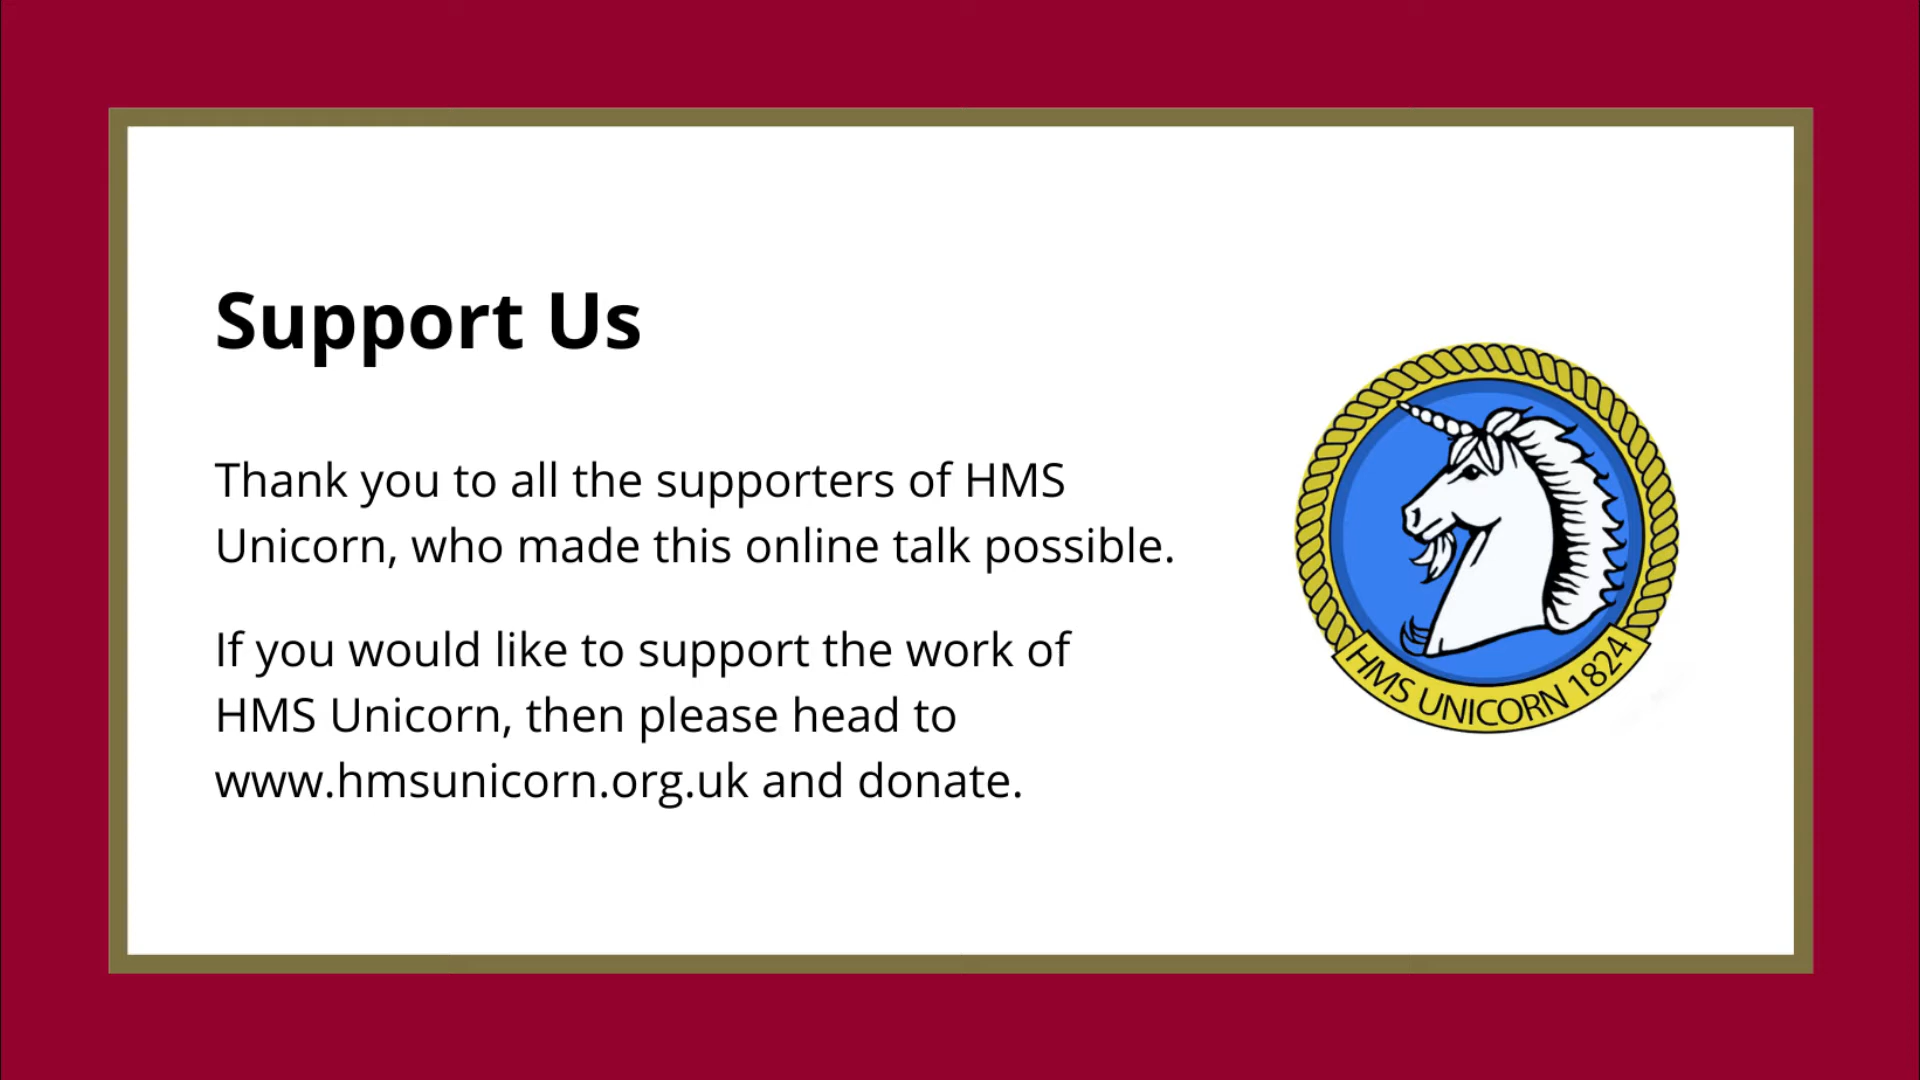 Support Us
Thank you to all the supporters of HMS
Unicorn, who made this online talk possible.
If you would like to support the work of
HMS Unicorn, then please head to
www.hmsunicorn.org.uk and donate.
HMS UNICORN 1824